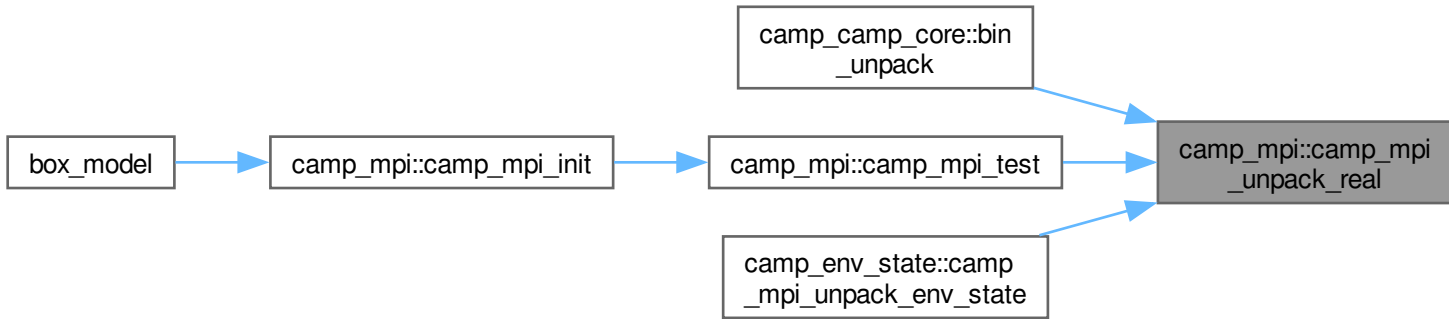 camp_camp_core::bin
_unpack
box_model
camp_mpi::camp_mpi_init
camp_mpi::camp_mpi_test
camp_mpi::camp_mpi
_unpack_real
camp_env_state::camp
_mpi_unpack_env_state